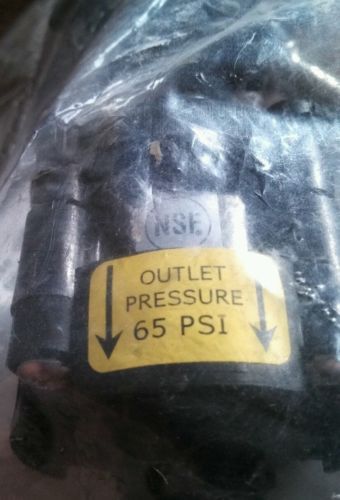 NSF
OUTLET
PRESSURE
65 PSI